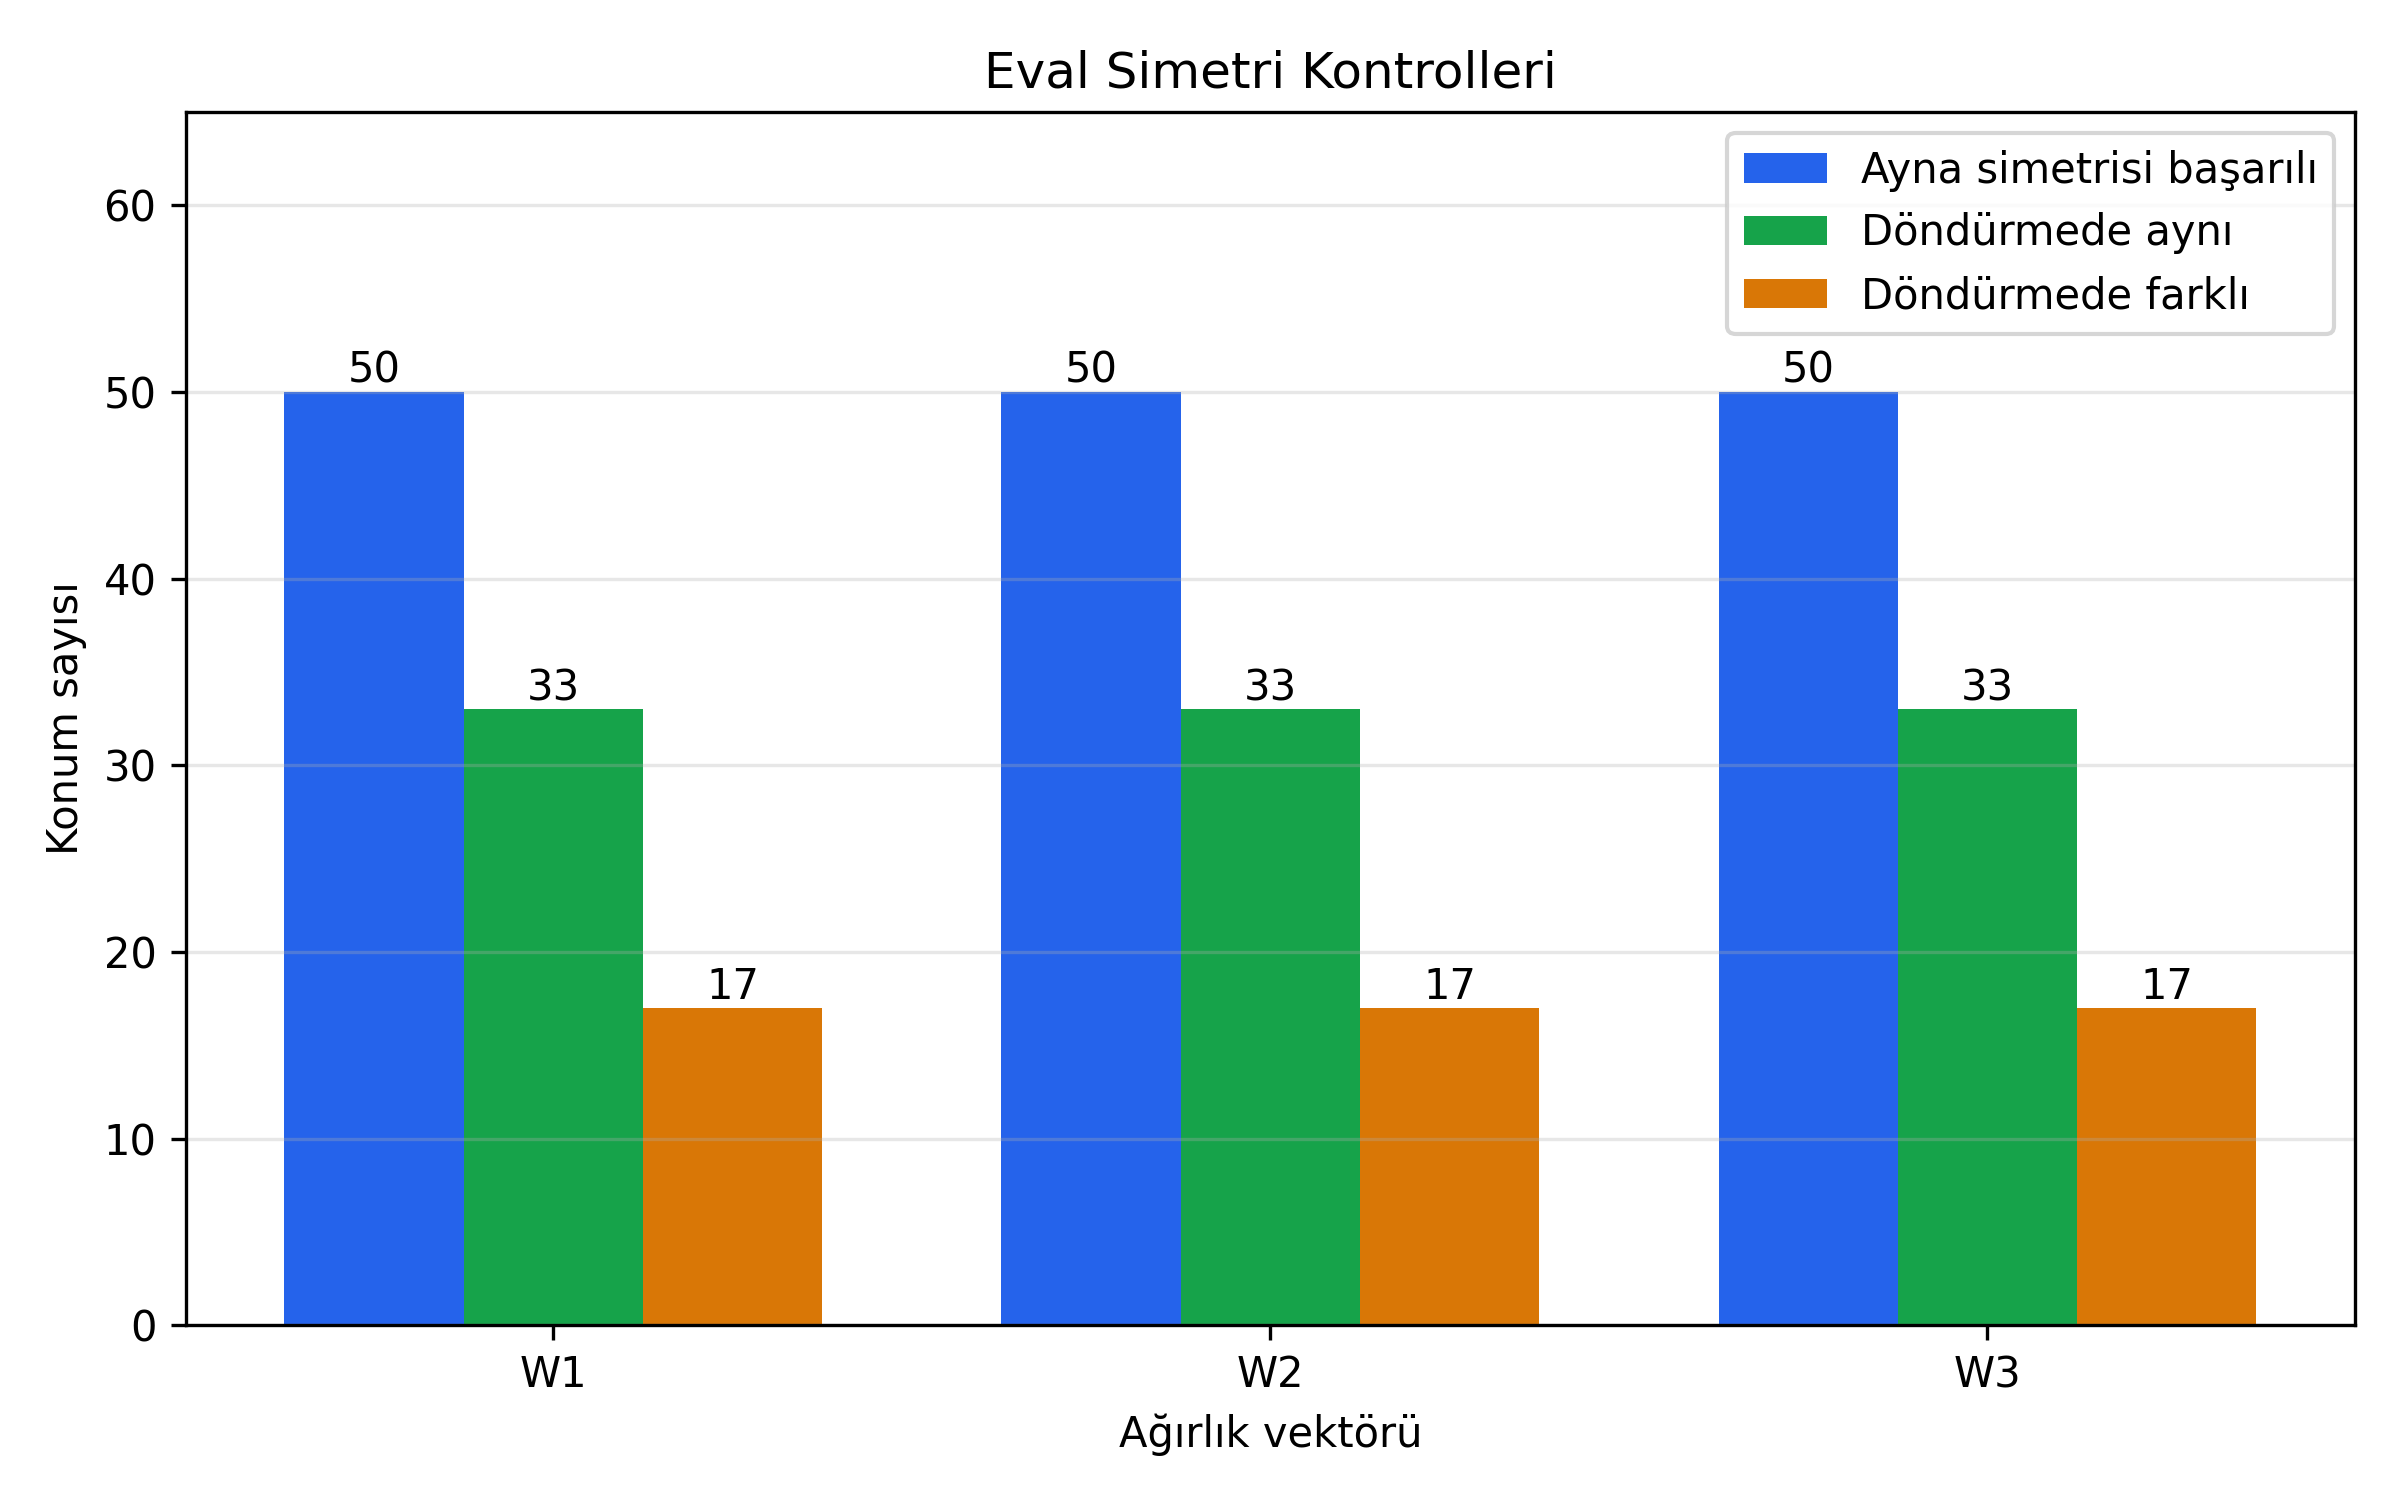 Eval Simetri Kontrolleri
Ayna simetrisi başarılı
Döndürmede aynı
Döndürmede farklı
Konum sayısı
60
50
40
30
20
10
0
50
33
17
50
33
17
50
33
17
W1
W2
W3
Ağırlık vektörü